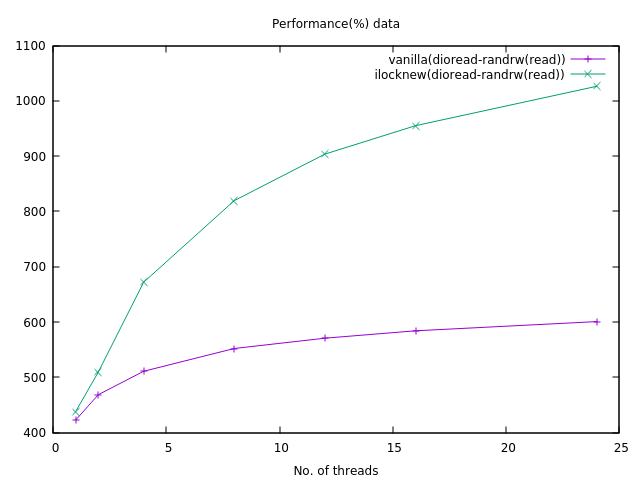 Performance(%) data
1100
1000
900
800
700
600
500
400
vanilla(dioread-randrw(read))
ilocknew(dioread-randrw(read))
0 5 10 15 20 25
No. of threads